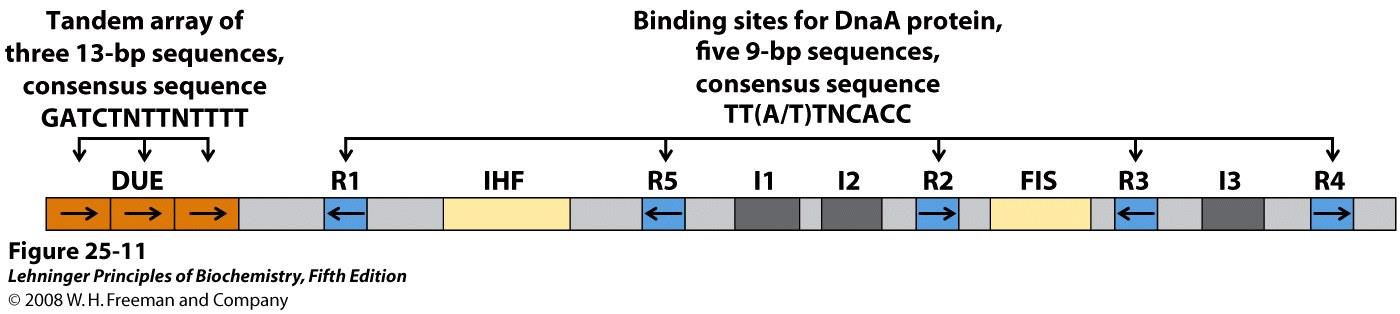 Tandem array of
three 13-bp sequences,
consensus sequence
GATCTNTTNTTTT
Binding sites for DnaA protein,
five 9-bp sequences,
consensus sequence
TT(A/T)TNCACC
DUE R1 IHF R5 I1 I2 R2 FIS R3 I3 R4
Figure 25-11
Lehninger Principles of Biochemistry, Fifth Edition
© 2008 W. H. Freeman and Company